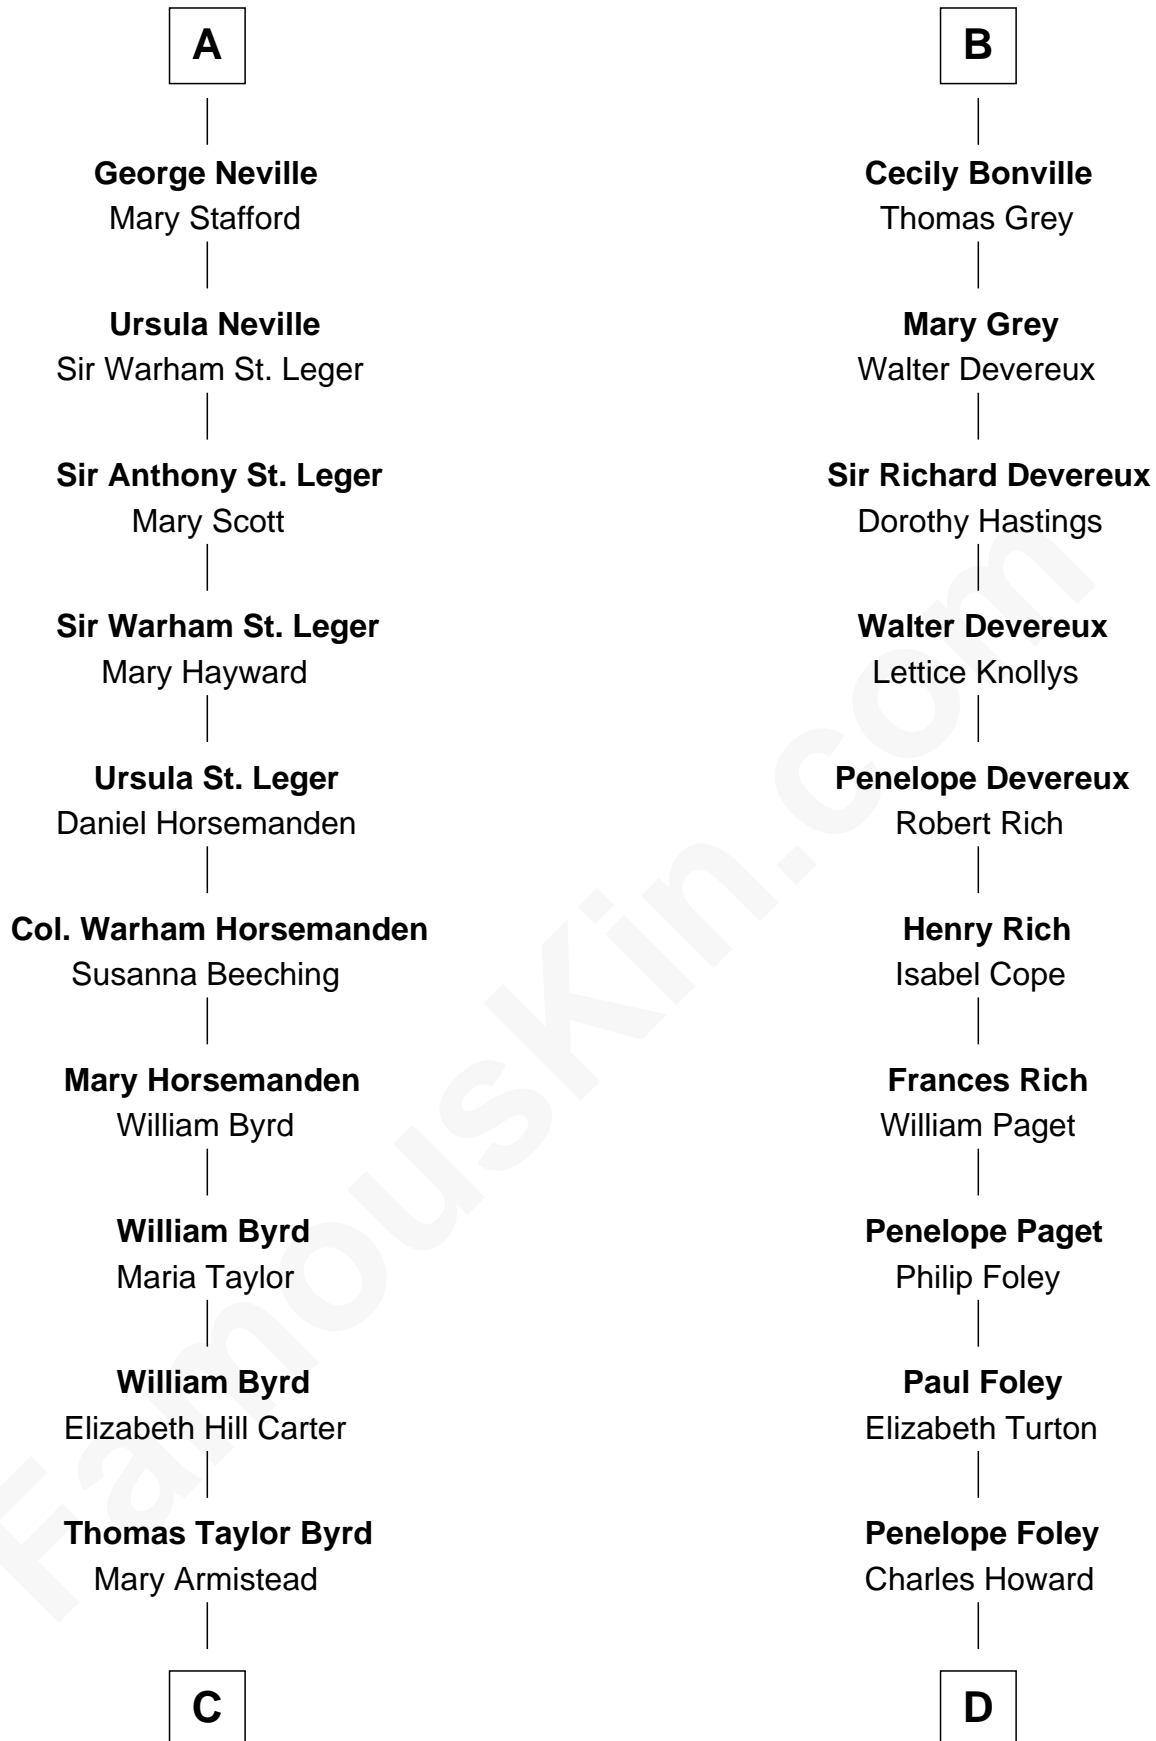 A
George Neville
Mary Stafford
Ursula Neville
Sir Warham St. Leger
Sir Anthony St. Leger
Mary Scott
Sir Warham St. Leger
Mary Hayward
Ursula St. Leger
Daniel Horsemanden
Col. Warham Horsemanden
Susanna Beeching
Mary Horsemanden
William Byrd
William Byrd
Maria Taylor
William Byrd
Elizabeth Hill Carter
Thomas Taylor Byrd
Mary Armistead
C
B
Cecily Bonville
Thomas Grey
Mary Grey
Walter Devereux
Sir Richard Devereux
Dorothy Hastings
Walter Devereux
Lettice Knollys
Penelope Devereux
Robert Rich
Henry Rich
Isabel Cope
Frances Rich
William Paget
Penelope Paget
Philip Foley
Paul Foley
Elizabeth Turton
Penelope Foley
Charles Howard
D
FamousKin.com